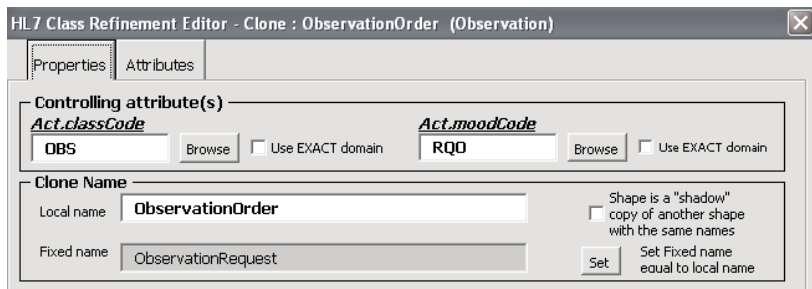 HL7 Class Refinement Editor - Clone : ObservationOrder (Observation)
Properties Attributes
Controlling attribute(s)
Act.classCode Act.moodCode
OBS Browse Use EXACT domain RQO Browse Use EXACT domain
Clone Name
Local name ObservationOrder
Shape is a "shadow"
copy of another shape
with the same names
Fixed name ObservationRequest
Set Set Fixed name
equal to local name